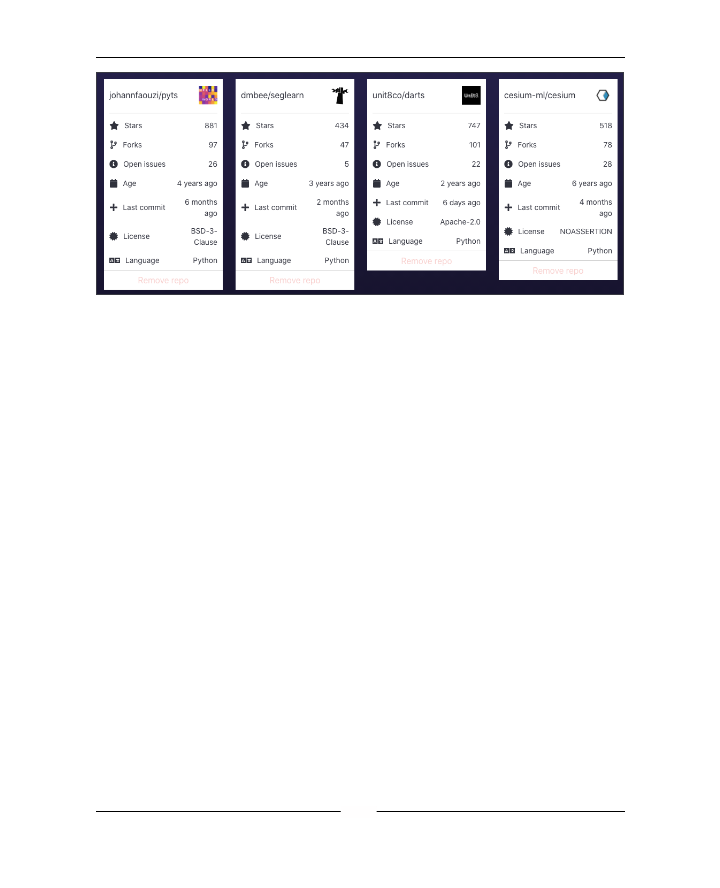 johannfaouzi/pyts
Stars 881
Forks 97
Open issues 26
Age 4 years ago
Last commit 6 months
ago
License BSD-3-
Clause
Language Python
Remove repo
dmbee/seglearn
Stars 434
Forks 47
Open issues 5
Age 3 years ago
Last commit 2 months
ago
License BSD-3-
Clause
Language Python
Remove repo
unit8co/darts
Stars 747
Forks 101
Open issues 22
Age 2 years ago
Last commit 6 days ago
License Apache-2.0
Language Python
Remove repo
cesium-ml/cesium
Stars 518
Forks 78
Open issues 28
Age 6 years ago
Last commit 4 months
ago
License NOASSERTION
Language Python
Remove repo